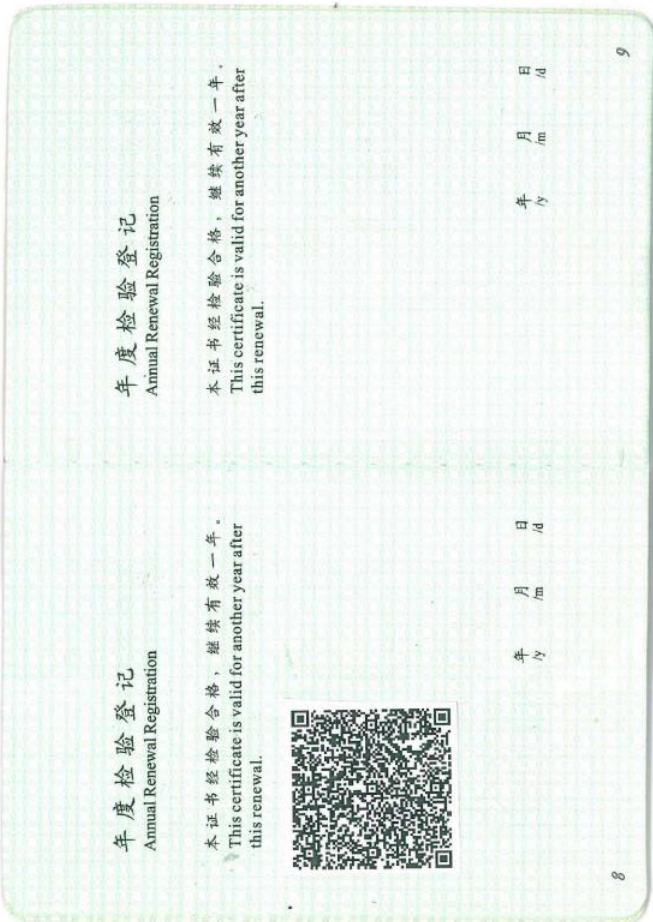 年度检验登记
Annual Renewal Registration
本证书经检验合格，继续有效一年。
This certificate is valid for another year after
this renewal.
年 月 日
/y /m /d
8
年度检验登记
Annual Renewal Registration
本证书经检验合格，继续有效一年。
This certificate is valid for another year after
this renewal.
年 月 日
/y /m /d
9